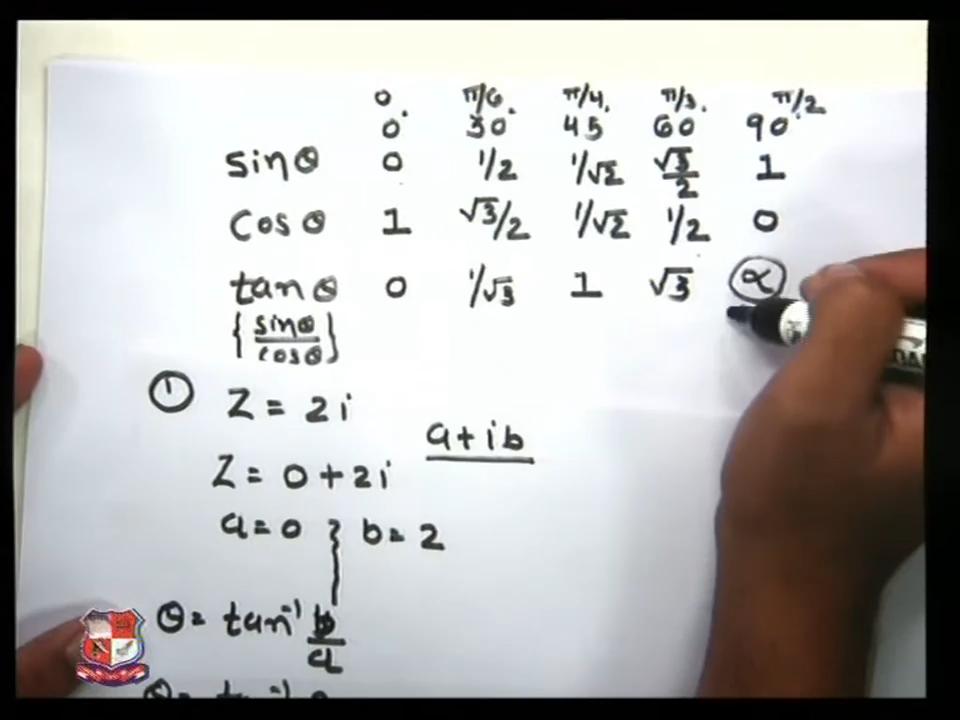 0 π/6 π/4 π/3 π/2
0° 30° 45 60 90
sinθ 0 1/2 1/√2 √3/2 1
cosθ 1 √3/2 1/√2 1/2 0
tanθ 0 1/√3 1 √3 ∝
{sinθ/cosθ}
① Z = 2i
a+ib
Z = 0+2i
a=0 } b=2
θ= tan⁻¹ b/a
θ= tan⁻¹